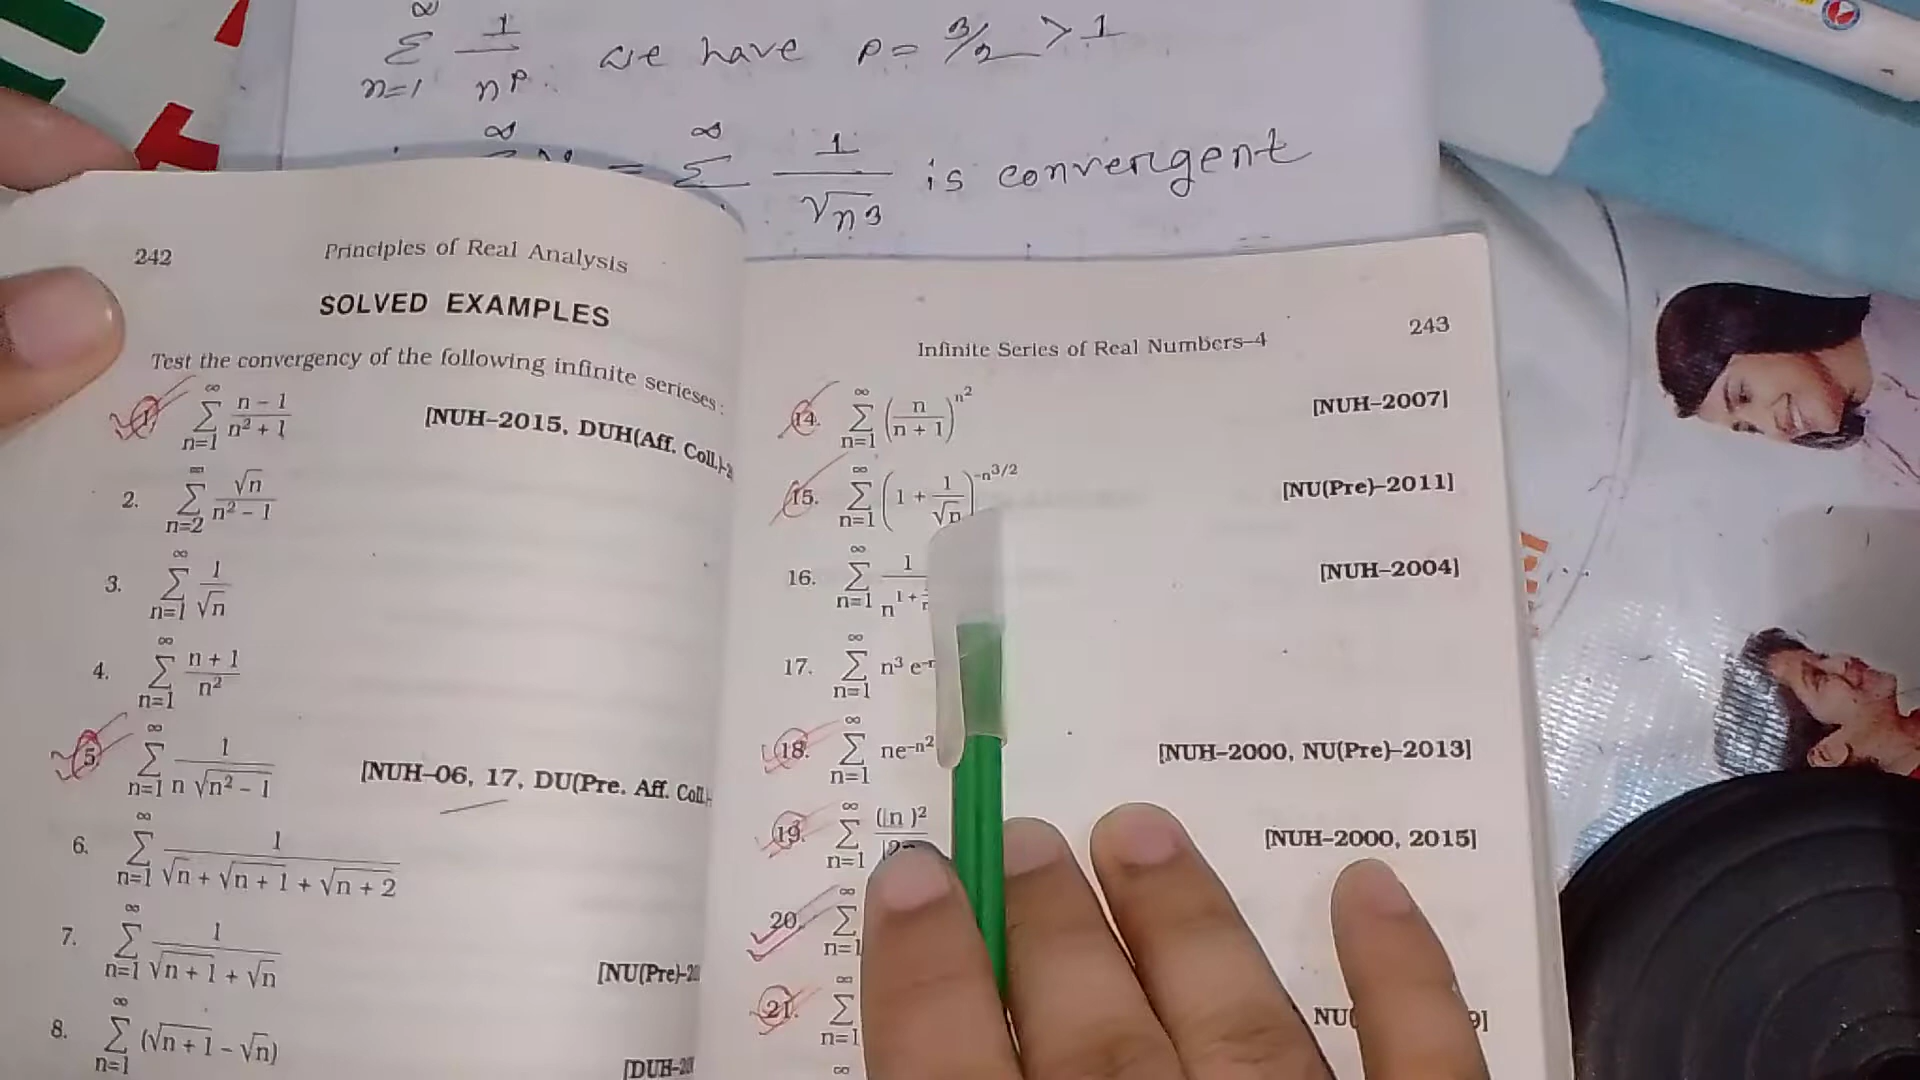 ∞
Σ 1/n^p we have p = 3/2 > 1
n=1
∞ ∞
Σ = Σ 1/√n³ is convergent
242
Principles of Real Analysis
SOLVED EXAMPLES
Test the convergency of the following infinite serieses :
1. ∞ Σ n=1 (n – 1)/(n² + 1) [NUH–2015, DUH(Aff. Coll.)–
2. ∞ Σ n=2 √n/(n² – 1)
3. ∞ Σ n=1 1/√n
4. ∞ Σ n=1 (n + 1)/n²
5. ∞ Σ n=1 1/(n √(n² – 1)) [NUH–06, 17, DU(Pre. Aff. Coll.)–
6. ∞ Σ n=1 1/(√n + √(n + 1) + √(n + 2))
7. ∞ Σ n=1 1/(√(n + 1) + √n) [NU(Pre)–20
8. ∞ Σ n=1 (√(n + 1) – √n) [DUH–20
Infinite Series of Real Numbers–4
243
14. ∞ Σ n=1 (n/(n + 1))^n² [NUH–2007]
15. ∞ Σ n=1 (1 + 1/√n)^–n^3/2 [NU(Pre)–2011]
16. ∞ Σ n=1 1/n^1+ [NUH–2004]
17. ∞ Σ n=1 n³ e
18. ∞ Σ n=1 ne^–n² [NUH–2000, NU(Pre)–2013]
19. ∞ Σ n=1 (|n )² [NUH–2000, 2015]
20. ∞ Σ n=1
21. ∞ Σ n=1 NU( 9]
∞